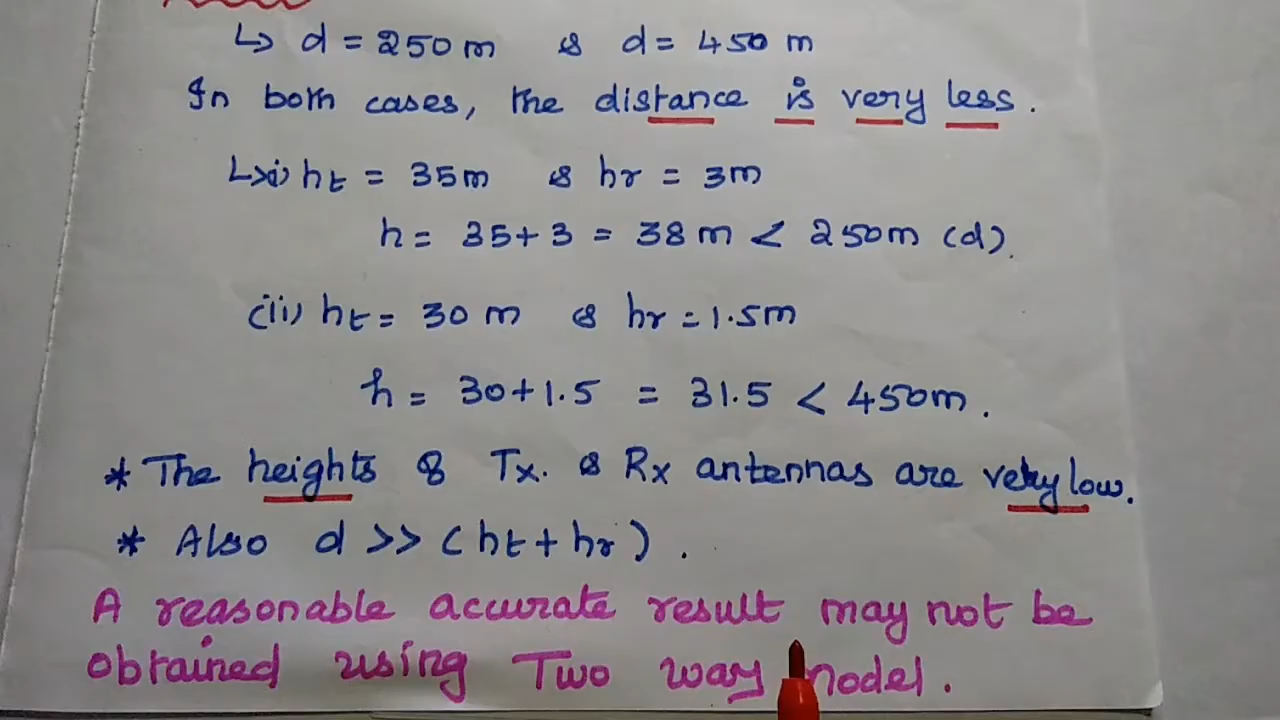 ↳ d = 250 m & d = 450 m
In both cases, the distance is very less.
↳ i) ht = 35m & hr = 3m
h = 35+3 = 38m < 250m (d).
(ii) ht = 30 m & hr = 1.5m
h = 30+1.5 = 31.5 < 450m.
* The heights of Tx. & Rx antennas are very low.
* Also d >> (ht + hr).
A reasonable accurate result may not be
obtained using Two way model.